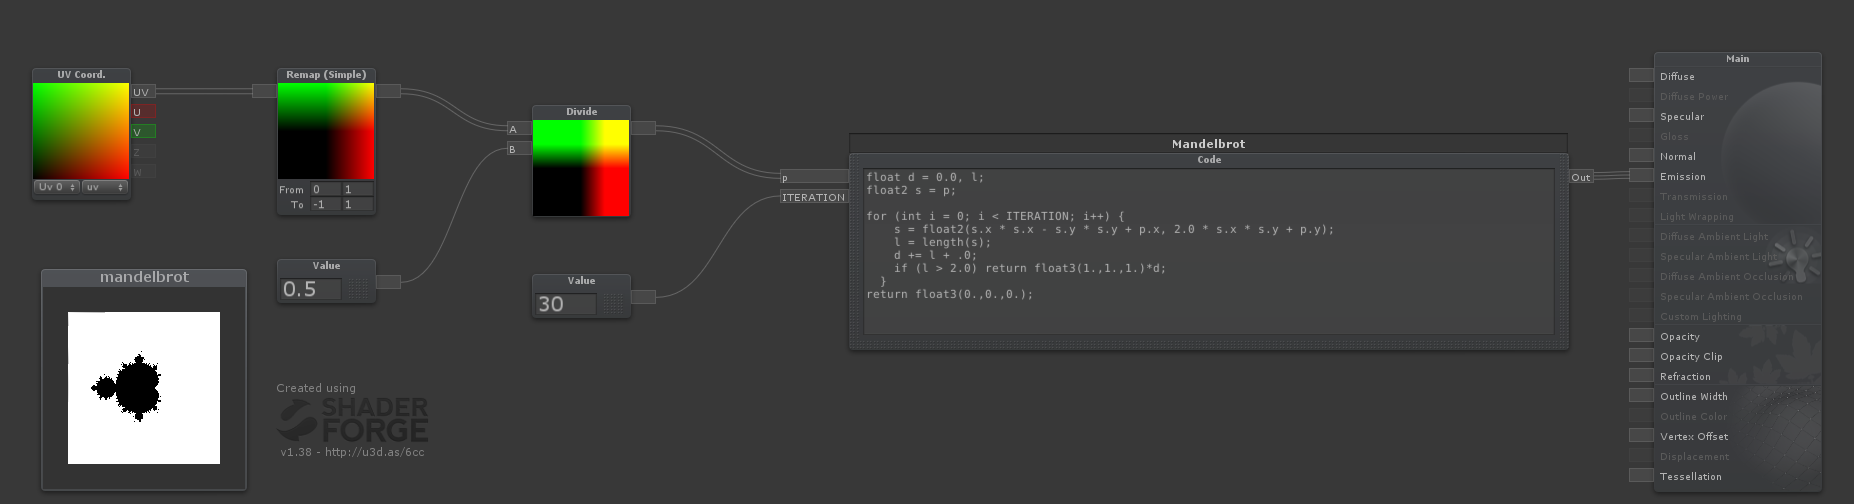 UV Coord.
UV
U
V
Z
W
Uv 0
uv
Remap (Simple)
From 0 1
To -1 1
Value
0.5
Divide
A
B
Value
30
mandelbrot
Created using
SHADER
FORGE
v1.38 - http://u3d.as/6cc
Mandelbrot
Code
p
ITERATION
float d = 0.0, l;
float2 s = p;
for (int i = 0; i < ITERATION; i++) {
s = float2(s.x * s.x - s.y * s.y + p.x, 2.0 * s.x * s.y + p.y);
l = length(s);
d += l + .0;
if (l > 2.0) return float3(1.,1.,1.)*d;
}
return float3(0.,0.,0.);
Out
Main
Diffuse
Diffuse Power
Specular
Gloss
Normal
Emission
Transmission
Light Wrapping
Diffuse Ambient Light
Specular Ambient Light
Diffuse Ambient Occlusion
Specular Ambient Occlusion
Custom Lighting
Opacity
Opacity Clip
Refraction
Outline Width
Outline Color
Vertex Offset
Displacement
Tessellation